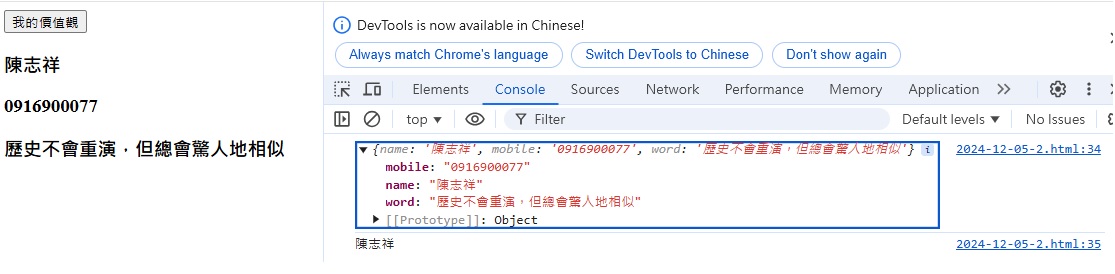 我的價值觀
陳志祥
0916900077
歷史不會重演，但總會驚人地相似
DevTools is now available in Chinese!
Always match Chrome's language
Switch DevTools to Chinese
Don't show again
Elements
Console
Sources
Network
Performance
Memory
Application
top
Filter
Default levels
No Issues
{name: '陳志祥', mobile: '0916900077', word: '歷史不會重演，但總會驚人地相似'}
2024-12-05-2.html:34
mobile: "0916900077"
name: "陳志祥"
word: "歷史不會重演，但總會驚人地相似"
[[Prototype]]: Object
陳志祥
2024-12-05-2.html:35